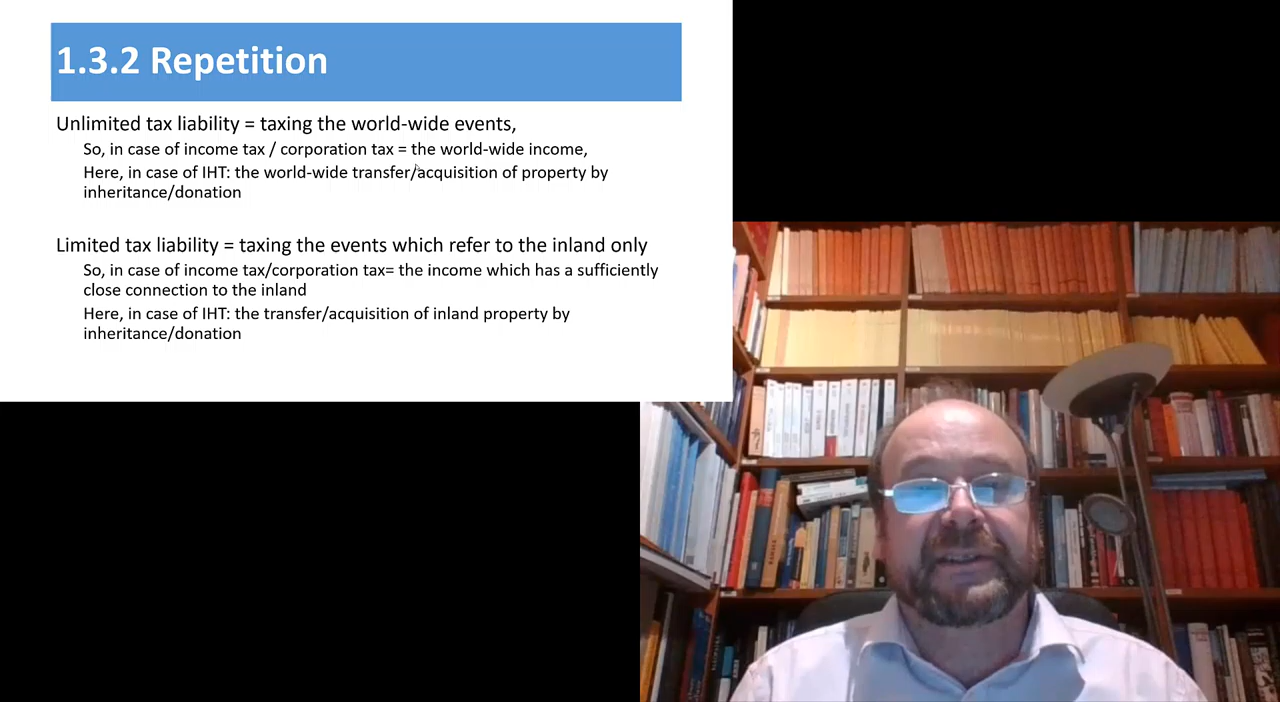 1.3.2 Repetition
Unlimited tax liability = taxing the world-wide events,
So, in case of income tax / corporation tax = the world-wide income,
Here, in case of IHT: the world-wide transfer/acquisition of property by
inheritance/donation
Limited tax liability = taxing the events which refer to the inland only
So, in case of income tax/corporation tax= the income which has a sufficiently
close connection to the inland
Here, in case of IHT: the transfer/acquisition of inland property by
inheritance/donation